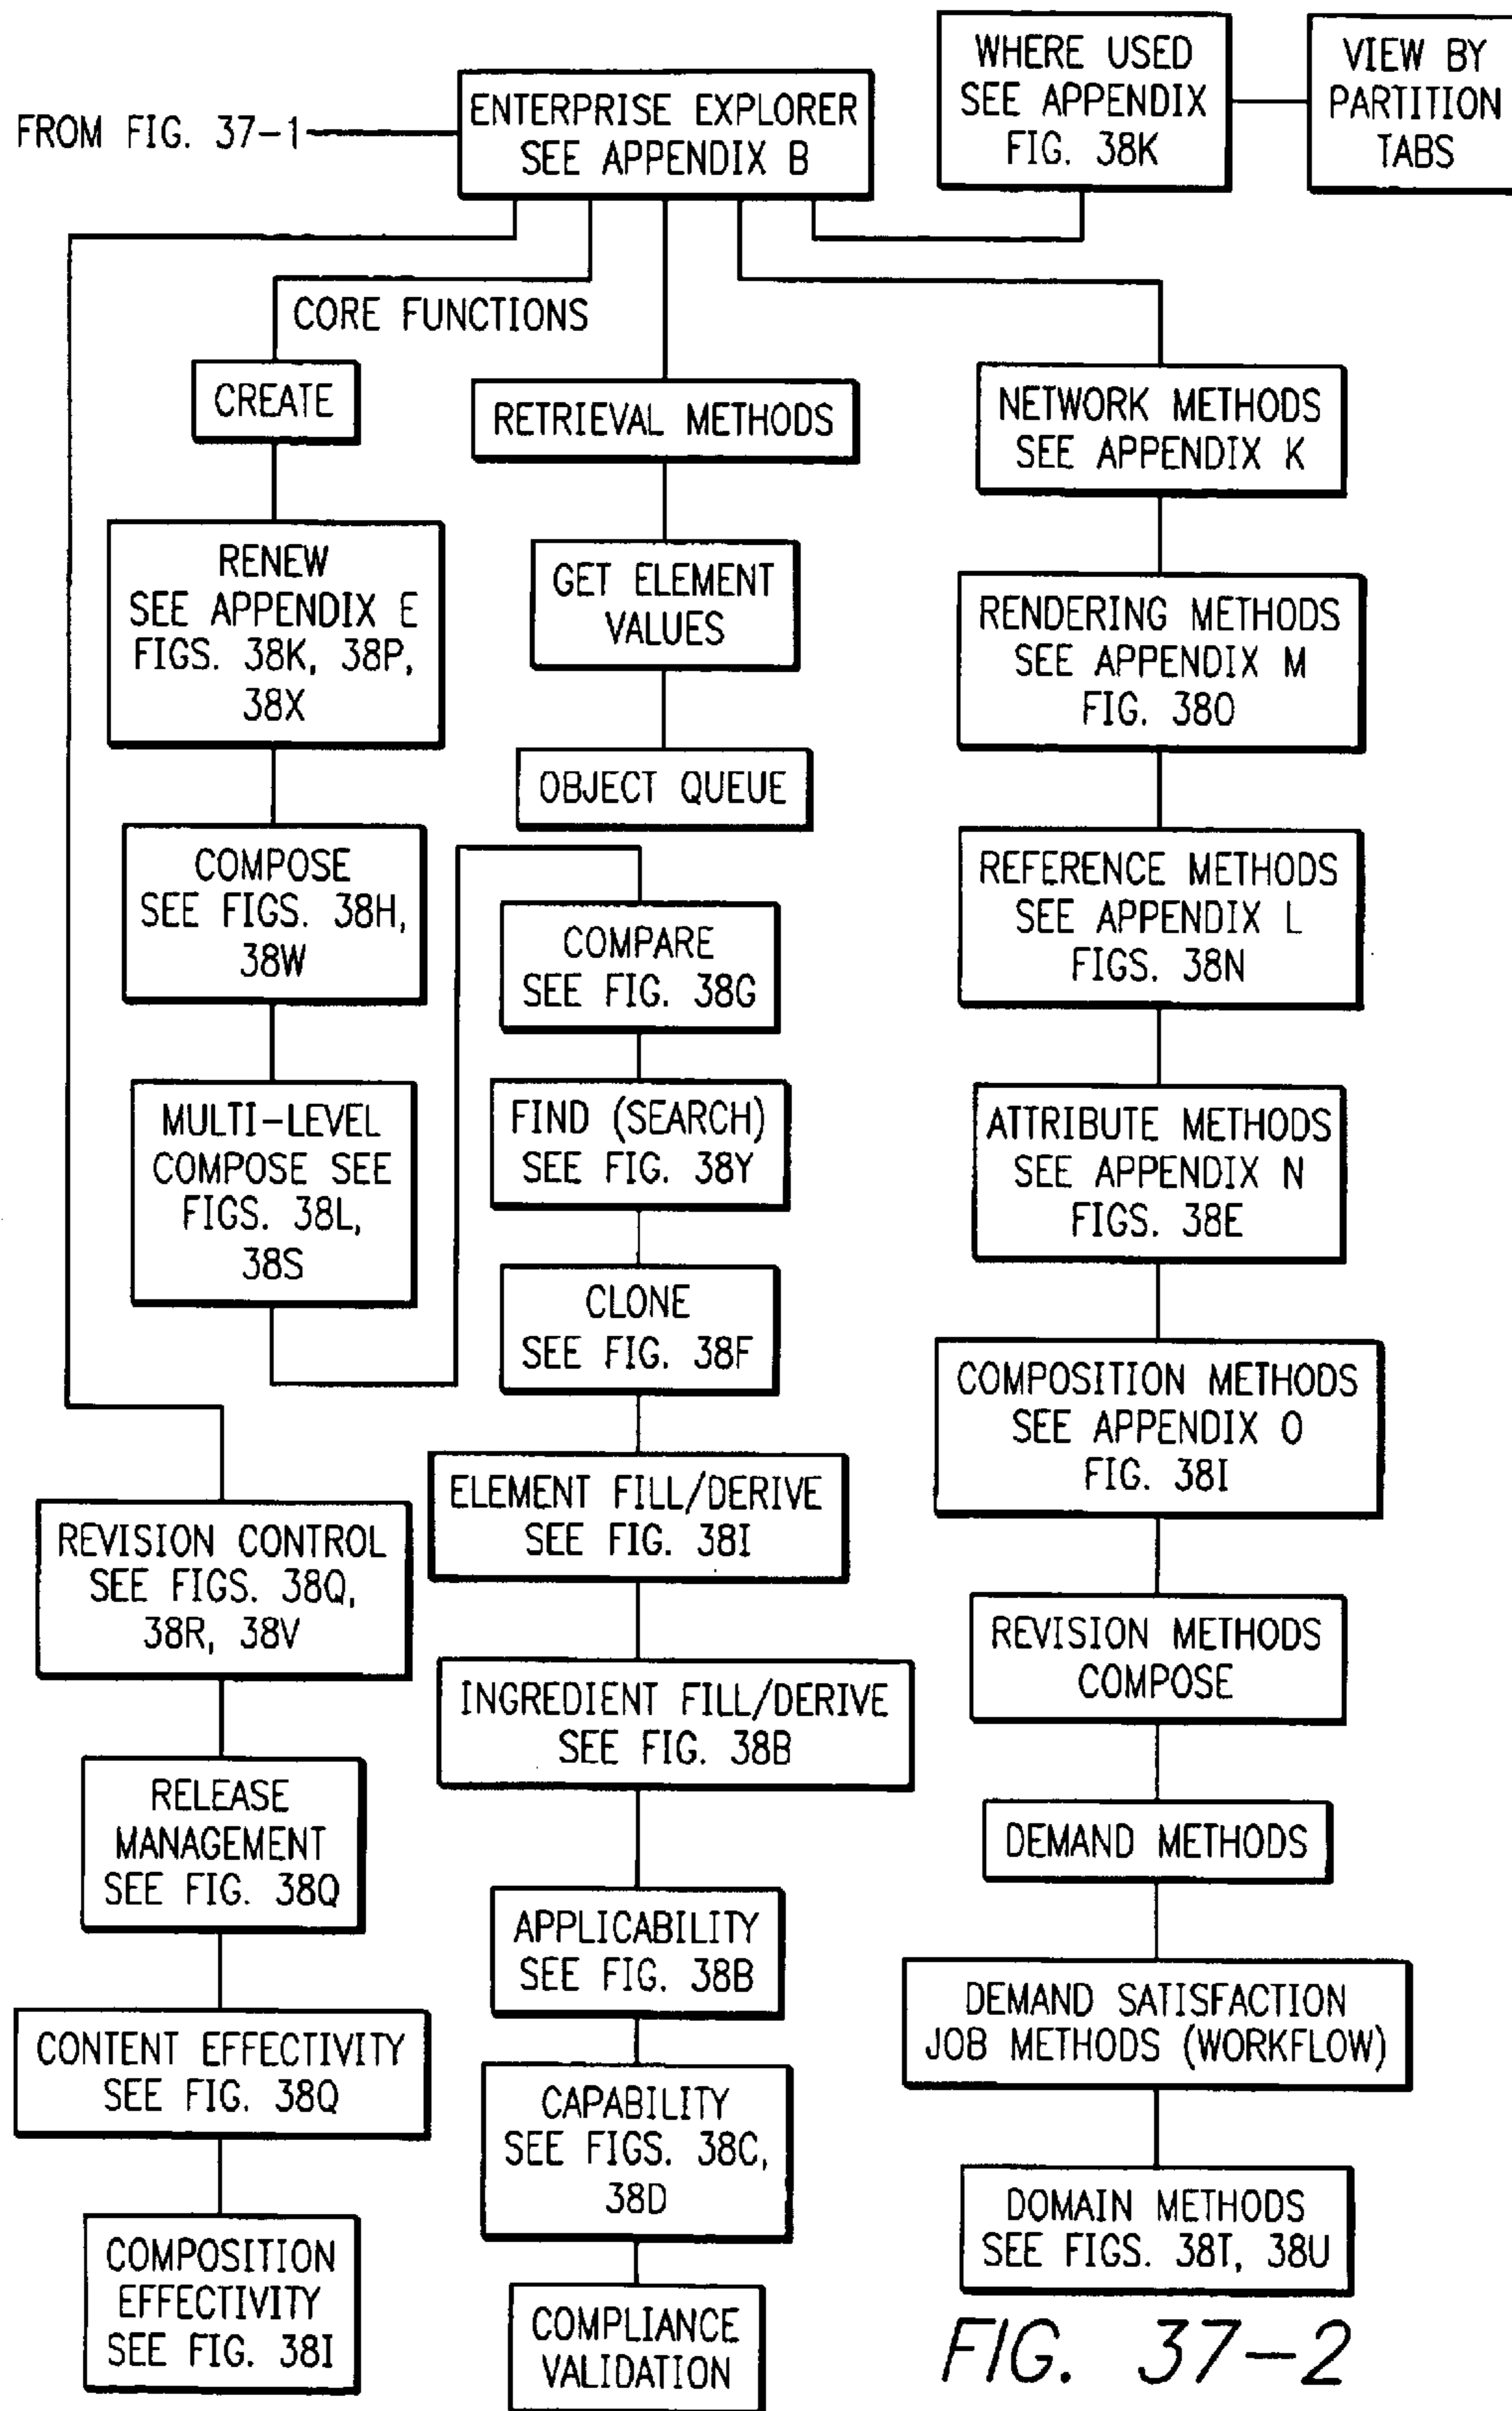 FROM FIG. 37-1
ENTERPRISE EXPLORER
SEE APPENDIX B
WHERE USED
SEE APPENDIX
FIG. 38K
VIEW BY
PARTITION
TABS
CORE FUNCTIONS
CREATE
RENEW
SEE APPENDIX E
FIGS. 38K, 38P,
38X
COMPOSE
SEE FIGS. 38H,
38W
MULTI-LEVEL
COMPOSE SEE
FIGS. 38L,
38S
RETRIEVAL METHODS
GET ELEMENT
VALUES
OBJECT QUEUE
COMPARE
SEE FIG. 38G
FIND (SEARCH)
SEE FIG. 38Y
CLONE
SEE FIG. 38F
ELEMENT FILL/DERIVE
SEE FIG. 38I
INGREDIENT FILL/DERIVE
SEE FIG. 38B
APPLICABILITY
SEE FIG. 38B
CAPABILITY
SEE FIGS. 38C,
38D
COMPLIANCE
VALIDATION
NETWORK METHODS
SEE APPENDIX K
RENDERING METHODS
SEE APPENDIX M
FIG. 38O
REFERENCE METHODS
SEE APPENDIX L
FIGS. 38N
ATTRIBUTE METHODS
SEE APPENDIX N
FIGS. 38E
COMPOSITION METHODS
SEE APPENDIX O
FIG. 38I
REVISION METHODS
COMPOSE
DEMAND METHODS
DEMAND SATISFACTION
JOB METHODS (WORKFLOW)
DOMAIN METHODS
SEE FIGS. 38T, 38U
REVISION CONTROL
SEE FIGS. 38Q,
38R, 38V
RELEASE
MANAGEMENT
SEE FIG. 38Q
CONTENT EFFECTIVITY
SEE FIG. 38Q
COMPOSITION
EFFECTIVITY
SEE FIG. 38I
FIG. 37-2